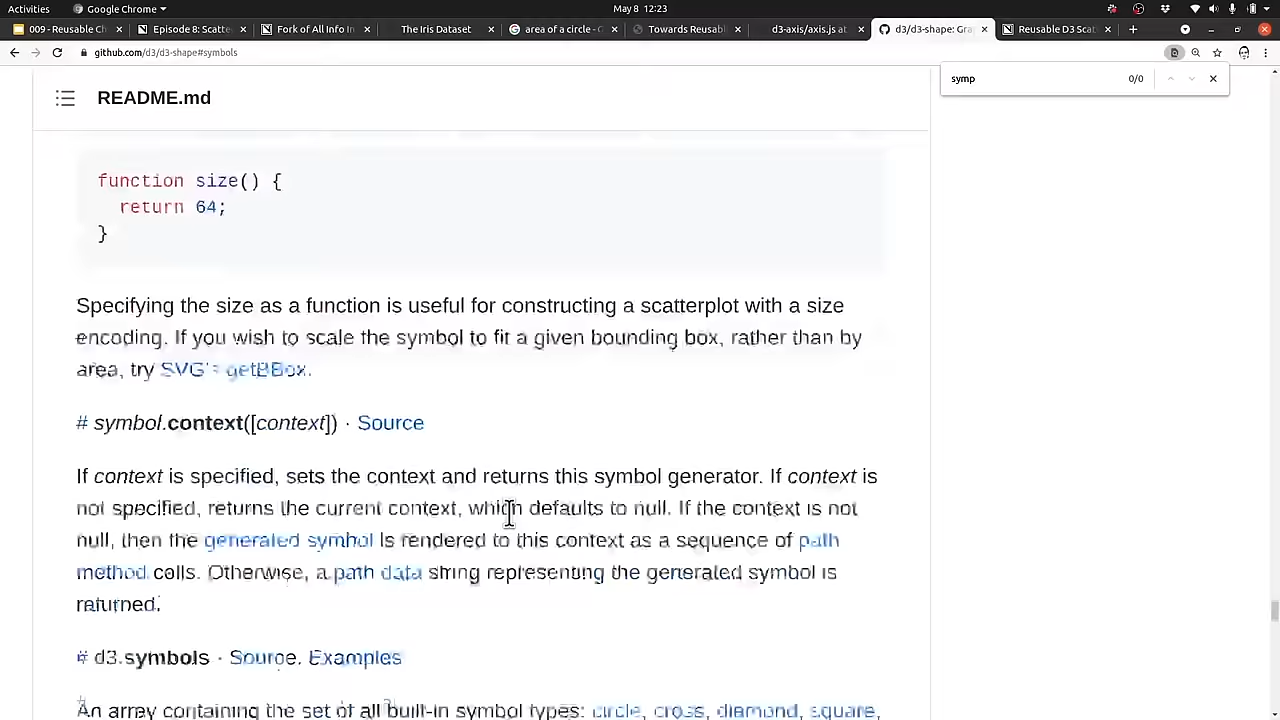 Activities
Google Chrome
May 8 12:23
009 - Reusable Ch
Episode 8: Scatte
Fork of All Info In
The Iris Dataset
area of a circle - G
Towards Reusabl
d3-axis/axis.js at
d3/d3-shape: Gra
Reusable D3 Scat
github.com/d3/d3-shape#symbols
symp
0/0
README.md
function size() {
return 64;
}
Specifying the size as a function is useful for constructing a scatterplot with a size
encoding. If you wish to scale the symbol to fit a given bounding box, rather than by
area, try SVG's getBBox.
# symbol.context([context]) · Source
If context is specified, sets the context and returns this symbol generator. If context is
not specified, returns the current context, which defaults to null. If the context is not
null, then the generated symbol is rendered to this context as a sequence of path
method calls. Otherwise, a path data string representing the generated symbol is
returned.
# d3.symbols · Source, Examples
An array containing the set of all built-in symbol types: circle, cross, diamond, square,